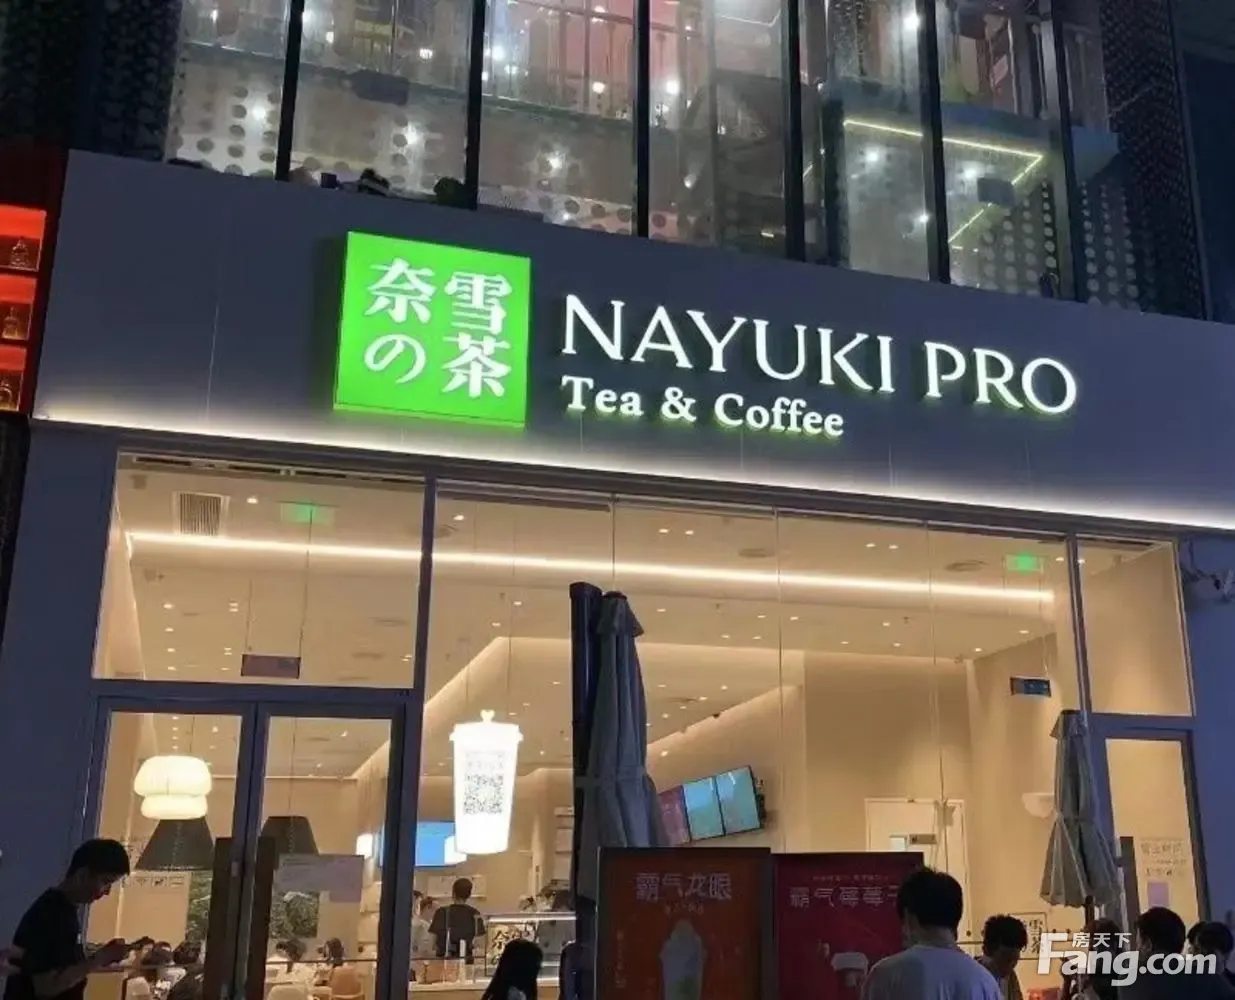 奈雪
の茶
NAYUKI PRO
Tea & Coffee
霸气龙眼
霸气莓莓
房天下
Fang.com